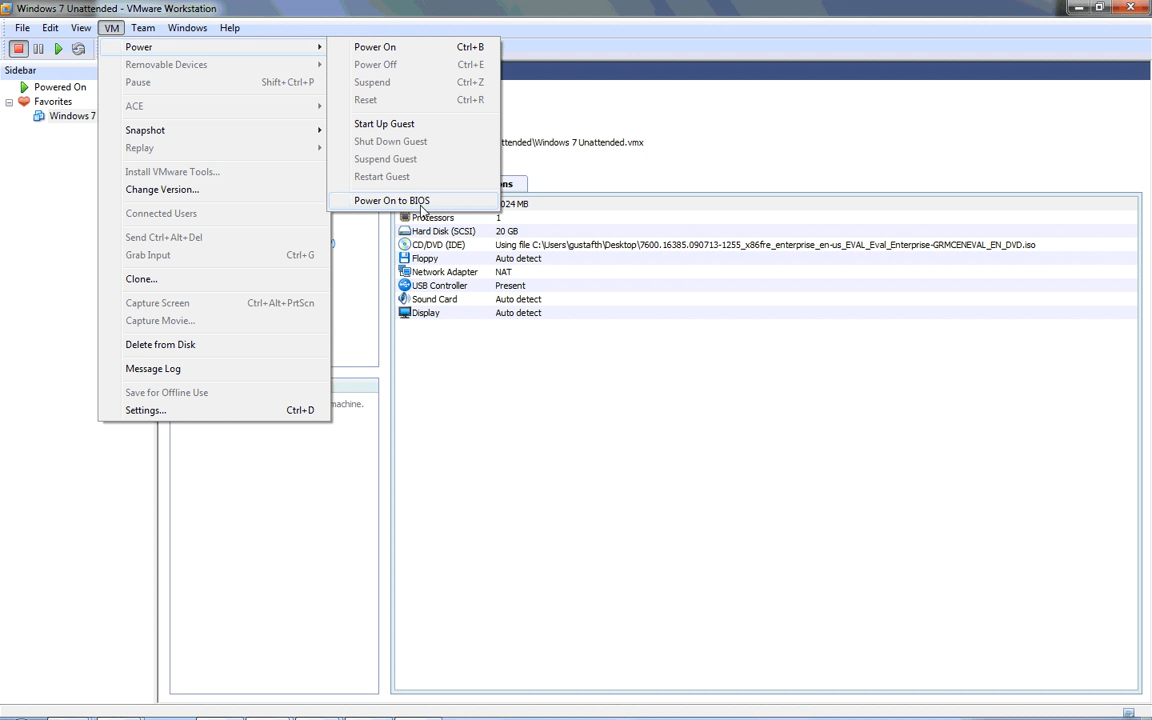 Windows 7 Unattended - VMware Workstation
File Edit View VM Team Windows Help
Sidebar
Powered On
Favorites
Windows 7
Power
Removable Devices
Pause Shift+Ctrl+P
ACE
Snapshot
Replay
Install VMware Tools...
Change Version...
Connected Users
Send Ctrl+Alt+Del
Grab Input Ctrl+G
Clone...
Capture Screen Ctrl+Alt+PrtScn
Capture Movie...
Delete from Disk
Message Log
Save for Offline Use
Settings... Ctrl+D
Power On Ctrl+B
Power Off Ctrl+E
Suspend Ctrl+Z
Reset Ctrl+R
Start Up Guest
Shut Down Guest
Suspend Guest
Restart Guest
Power On to BIOS
ttended\Windows 7 Unattended.vmx
ons
024 MB
Processors 1
Hard Disk (SCSI) 20 GB
CD/DVD (IDE) Using file C:\Users\gustafth\Desktop\7600.16385.090713-1255_x86fre_enterprise_en-us_EVAL_Eval_Enterprise-GRMCENEVAL_EN_DVD.iso
Floppy Auto detect
Network Adapter NAT
USB Controller Present
Sound Card Auto detect
Display Auto detect
machine.